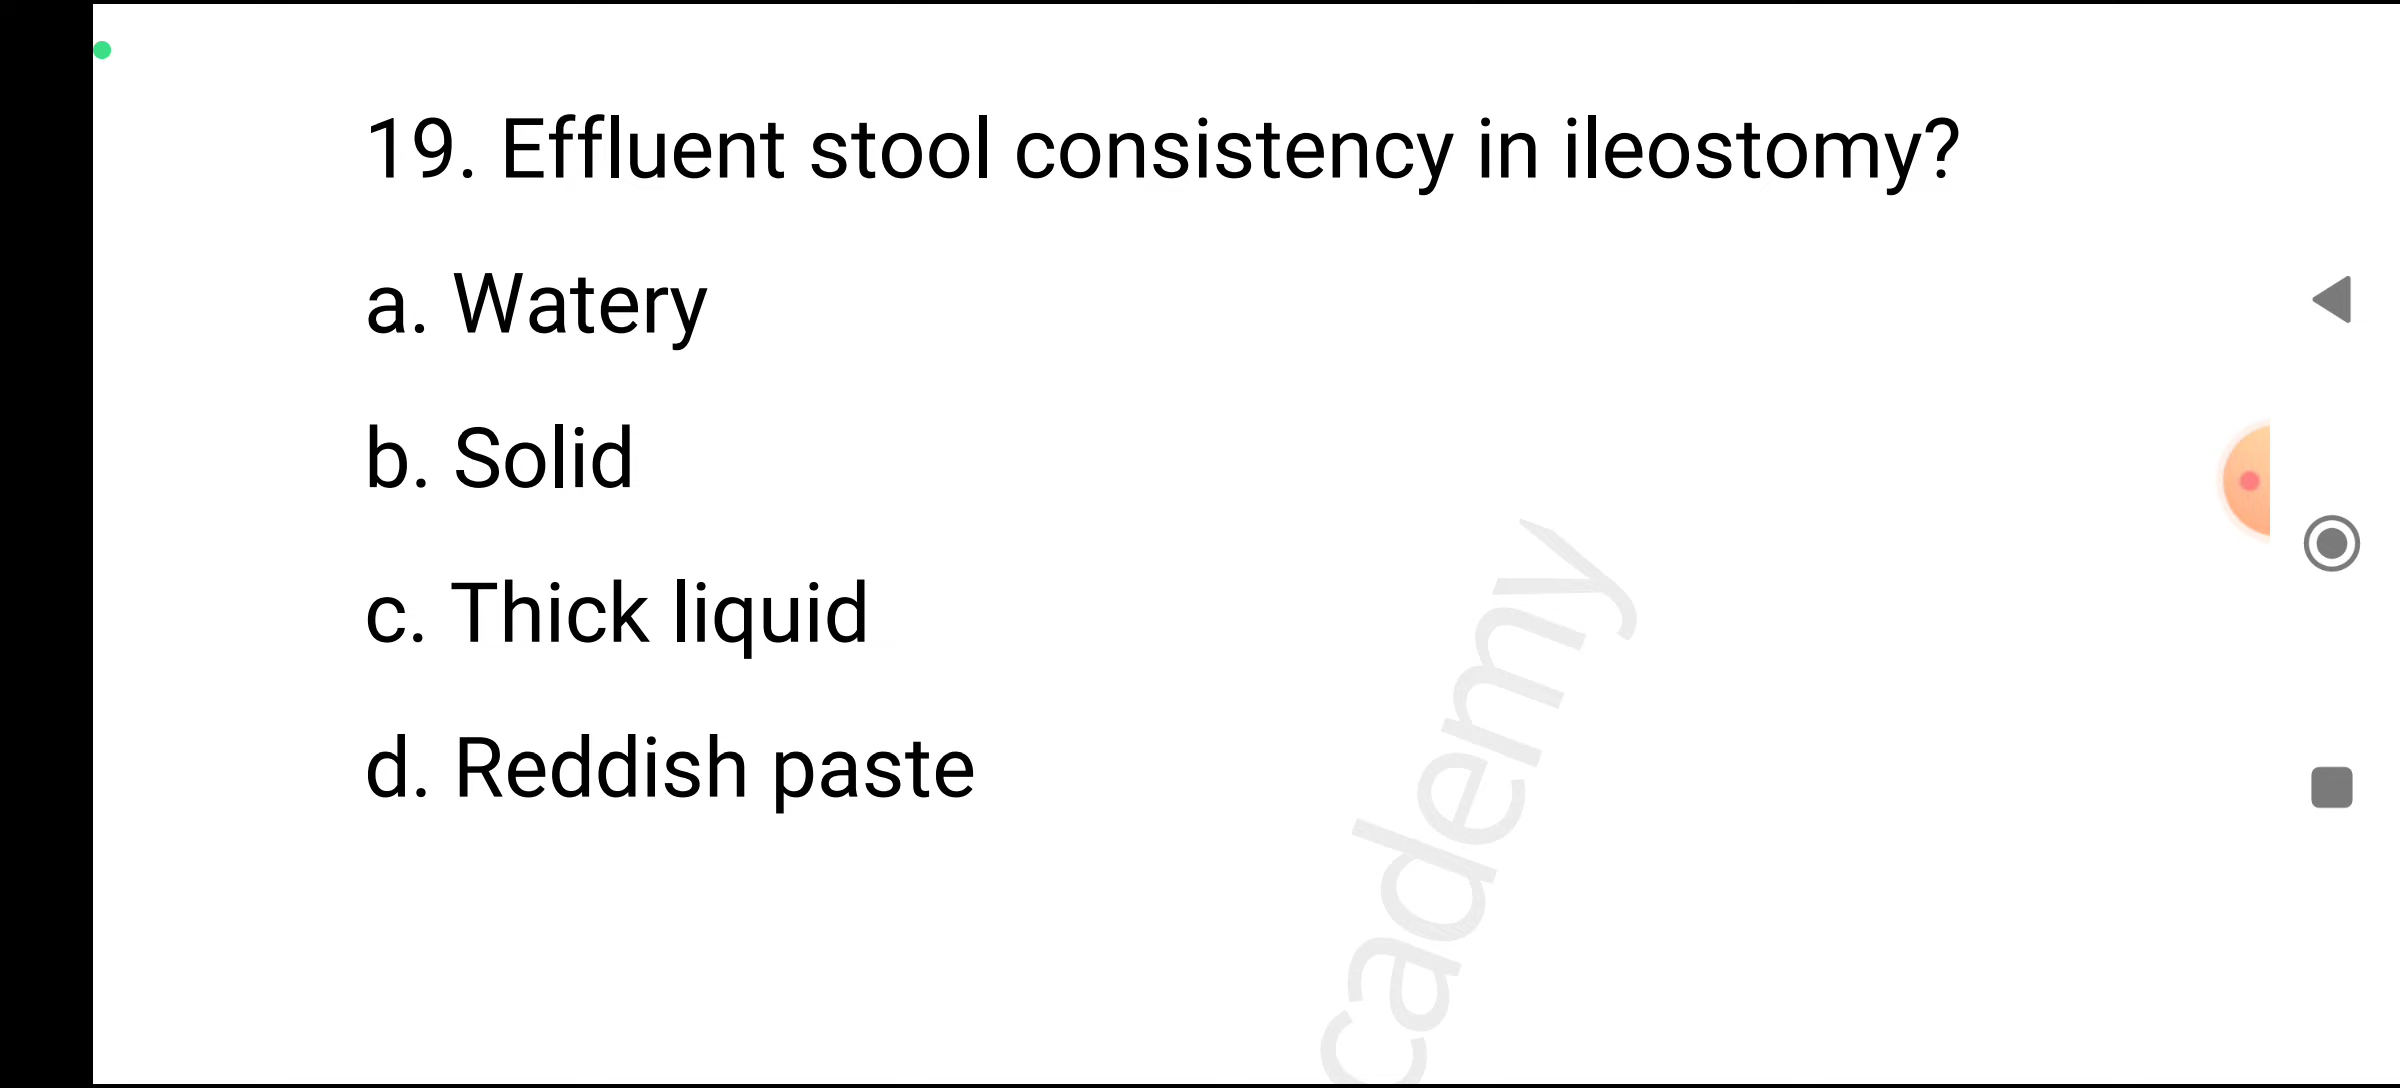 19. Effluent stool consistency in ileostomy?
a. Watery
b. Solid
c. Thick liquid
d. Reddish paste
cademy